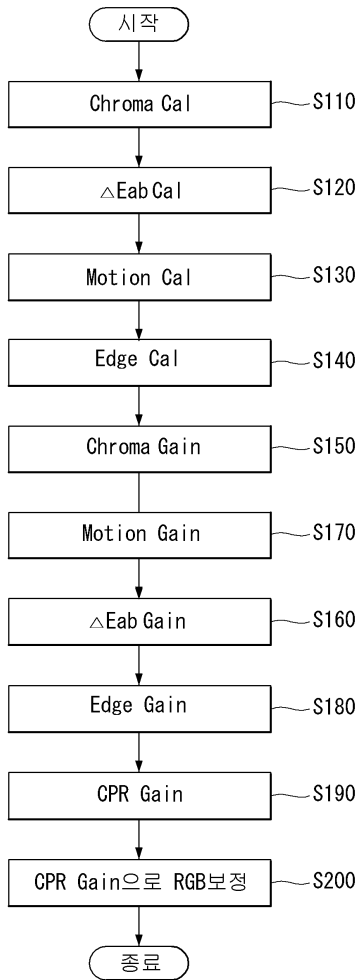 시작
Chroma Cal
S110
△Eab Cal
S120
Motion Cal
S130
Edge Cal
S140
Chroma Gain
S150
Motion Gain
S170
△Eab Gain
S160
Edge Gain
S180
CPR Gain
S190
CPR Gain으로 RGB보정
S200
종료